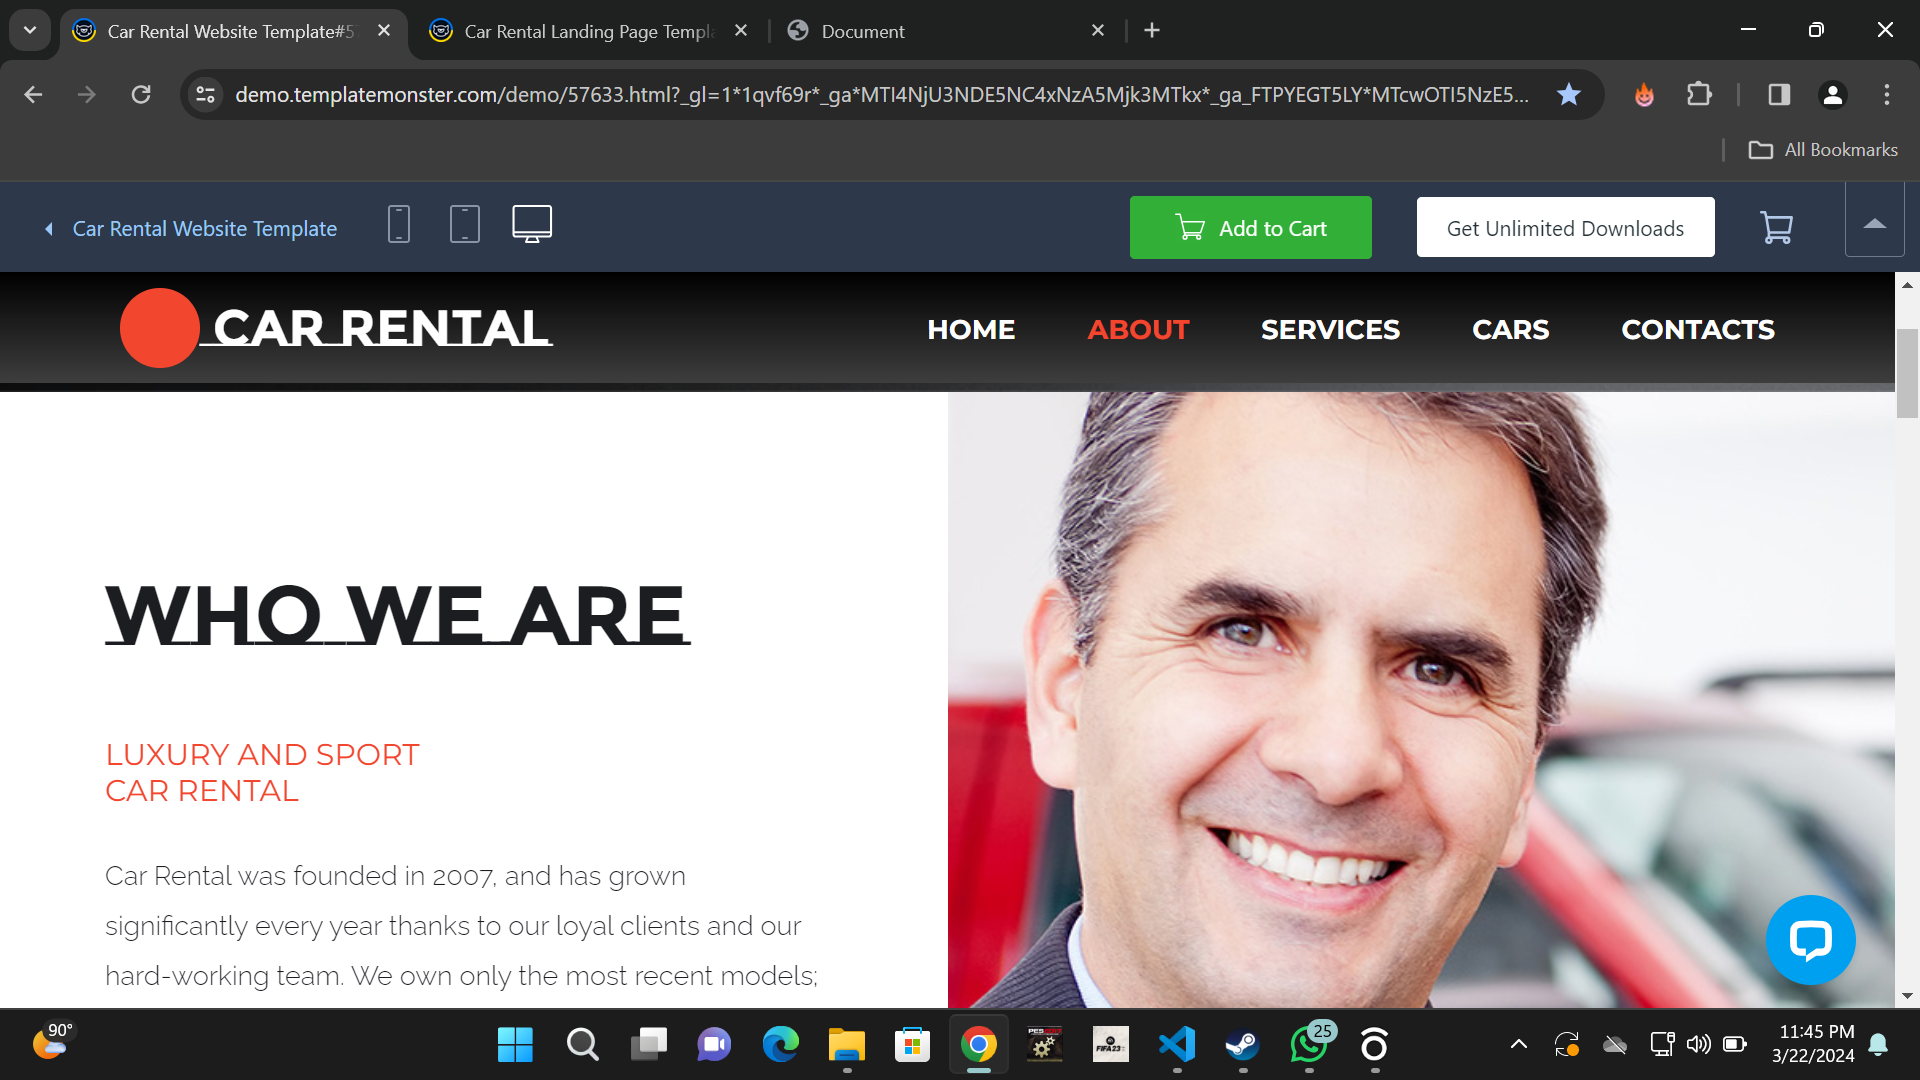 Car Rental Website Template#5
Car Rental Landing Page Templa
Document
demo.templatemonster.com/demo/57633.html?_gl=1*1qvf69r*_ga*MTI4NjU3NDE5NC4xNzA5Mjk3MTkx*_ga_FTPYEGT5LY*MTcwOTI5NzE5...
All Bookmarks
Car Rental Website Template
Add to Cart
Get Unlimited Downloads
CAR RENTAL
HOME ABOUT SERVICES CARS CONTACTS
WHO WE ARE
LUXURY AND SPORT
CAR RENTAL
Car Rental was founded in 2007, and has grown
significantly every year thanks to our loyal clients and our
hard-working team. We own only the most recent models;
90°
FIFA 23
25
11:45 PM
3/22/2024